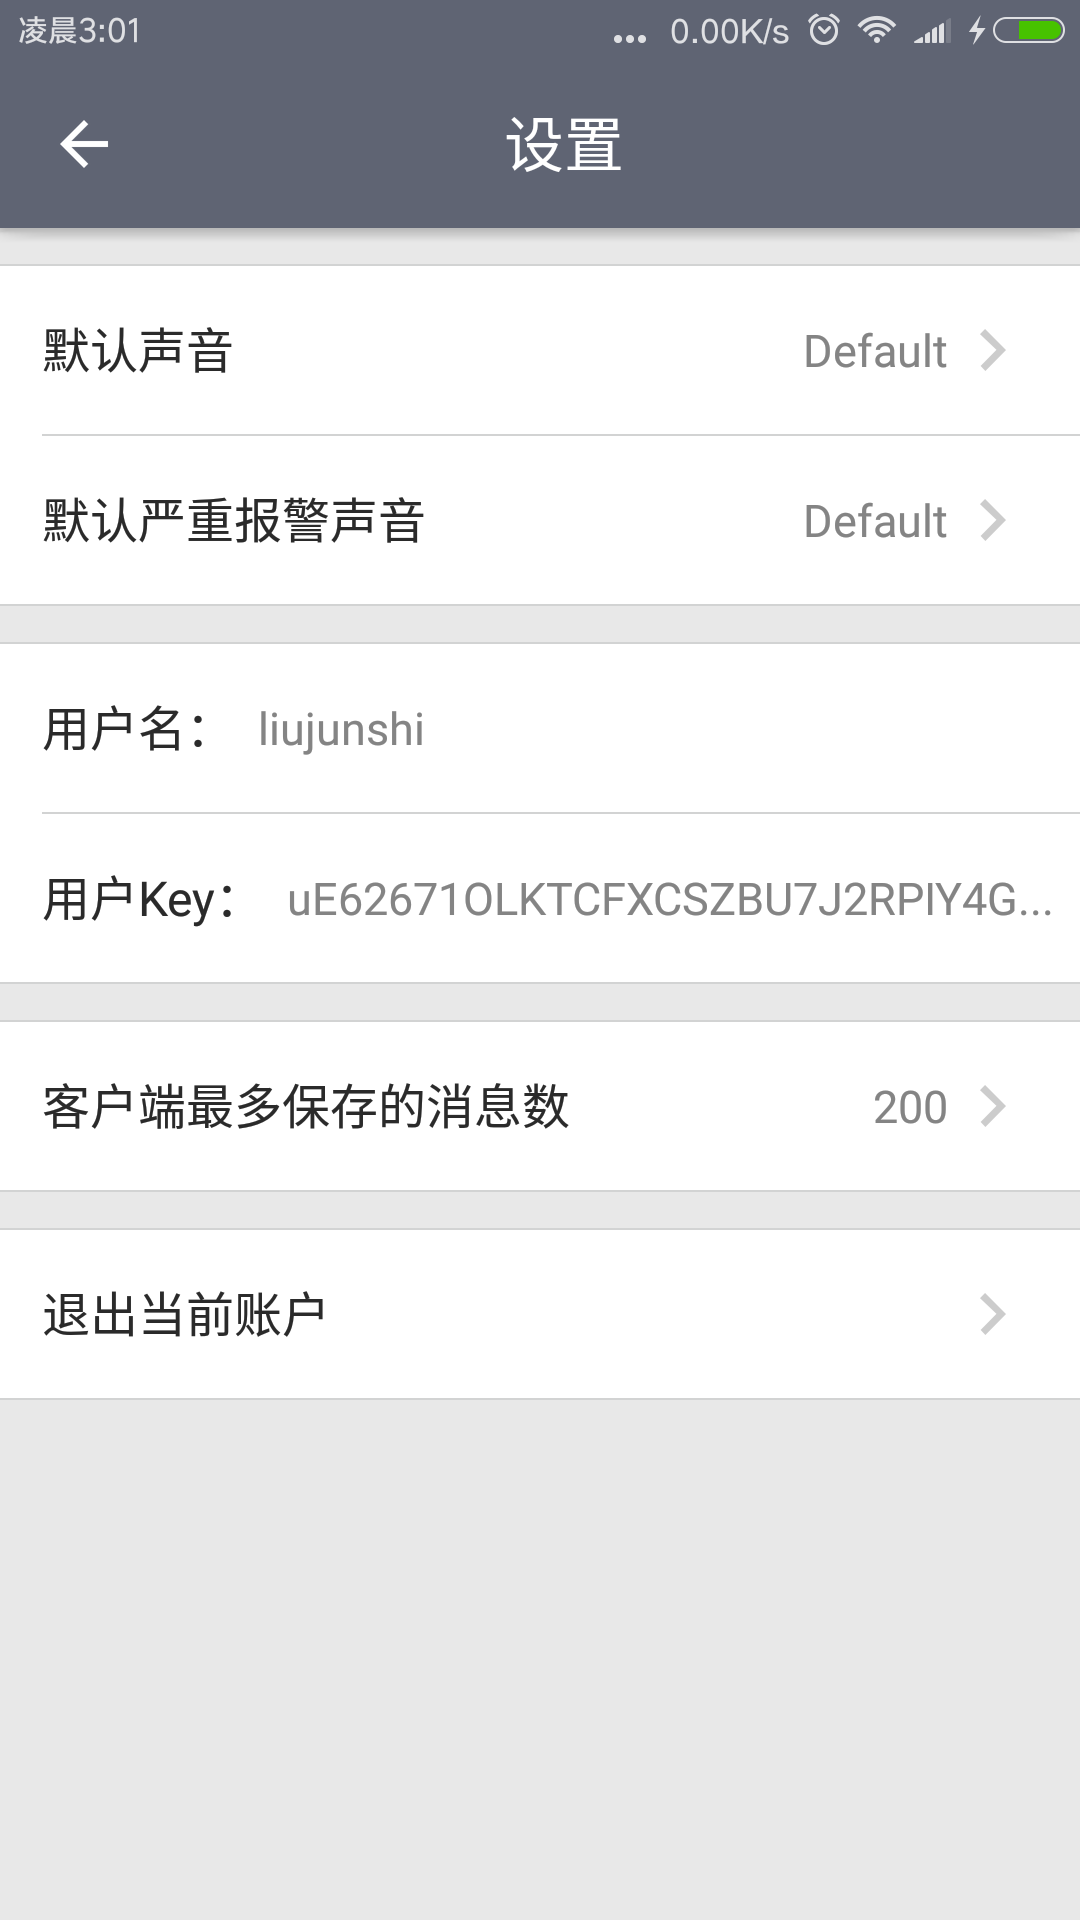 凌晨3:01 ... 0.00K/s
设置
默认声音 Default
默认严重报警声音 Default
用户名： liujunshi
用户Key： uE62671OLKTCFXCSZBU7J2RPIY4G...
客户端最多保存的消息数 200
退出当前账户